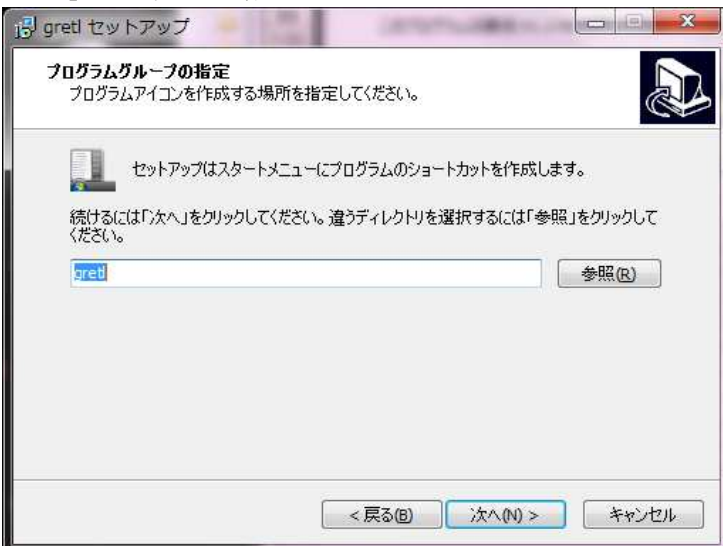 gretl セットアップ
プログラムグループの指定
プログラムアイコンを作成する場所を指定してください。
セットアップはスタートメニューにプログラムのショートカットを作成します。
続けるには「次へ」をクリックしてください。違うディレクトリを選択するには「参照」をクリックして
ください。
gretl
参照(R)
< 戻る(B)
次へ(N) >
キャンセル